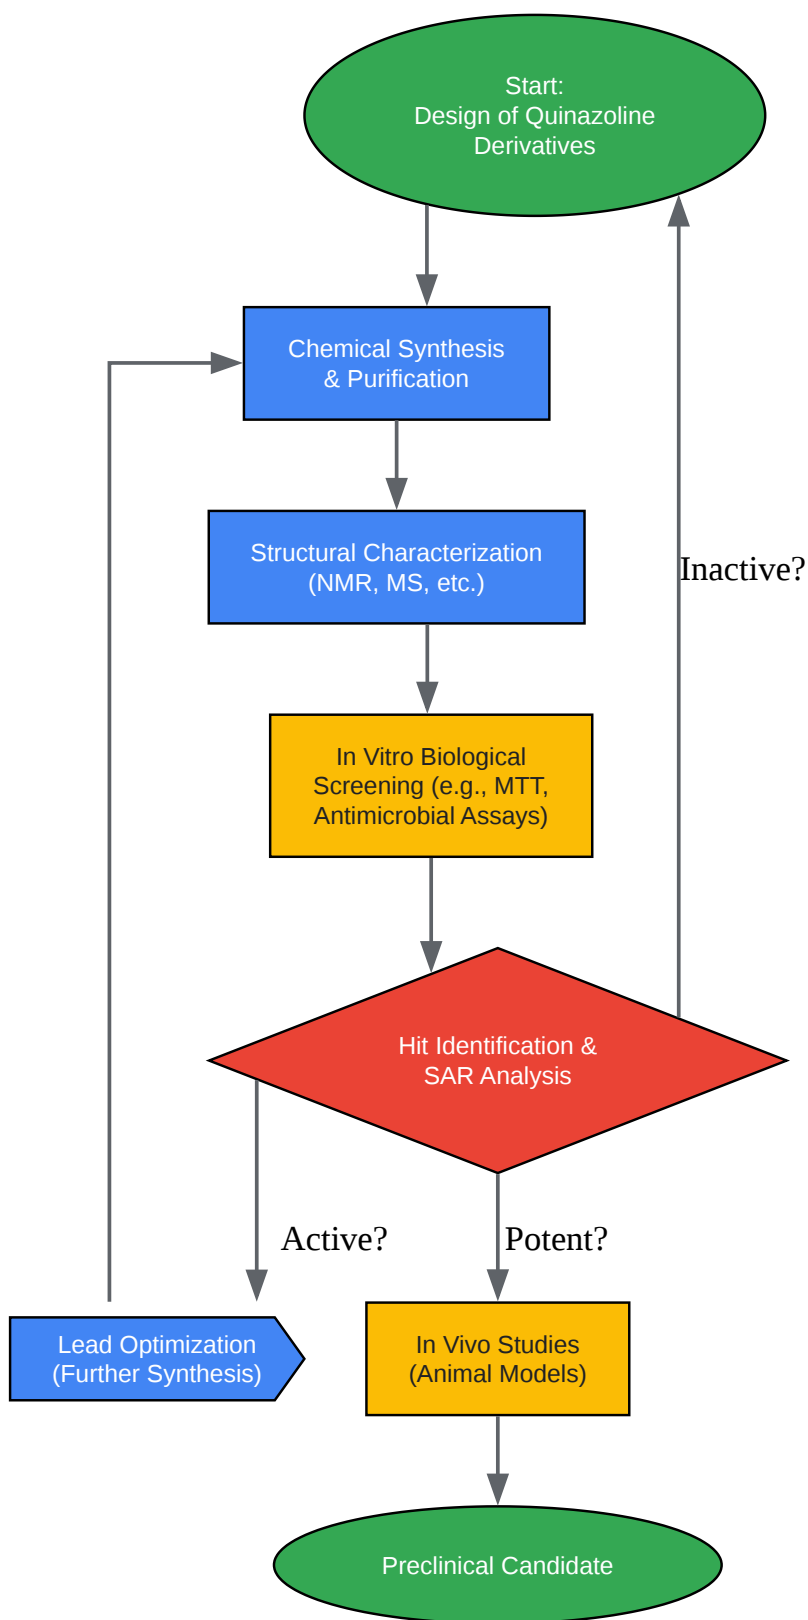 Start:
Design of Quinazoline
Derivatives
Chemical Synthesis
& Purification
Structural Characterization
(NMR, MS, etc.)
Inactive?
In Vitro Biological
Screening (e.g., MTT,
Antimicrobial Assays)
Hit Identification &
SAR Analysis
Active?
Potent?
Lead Optimization
(Further Synthesis)
In Vivo Studies
(Animal Models)
Preclinical Candidate